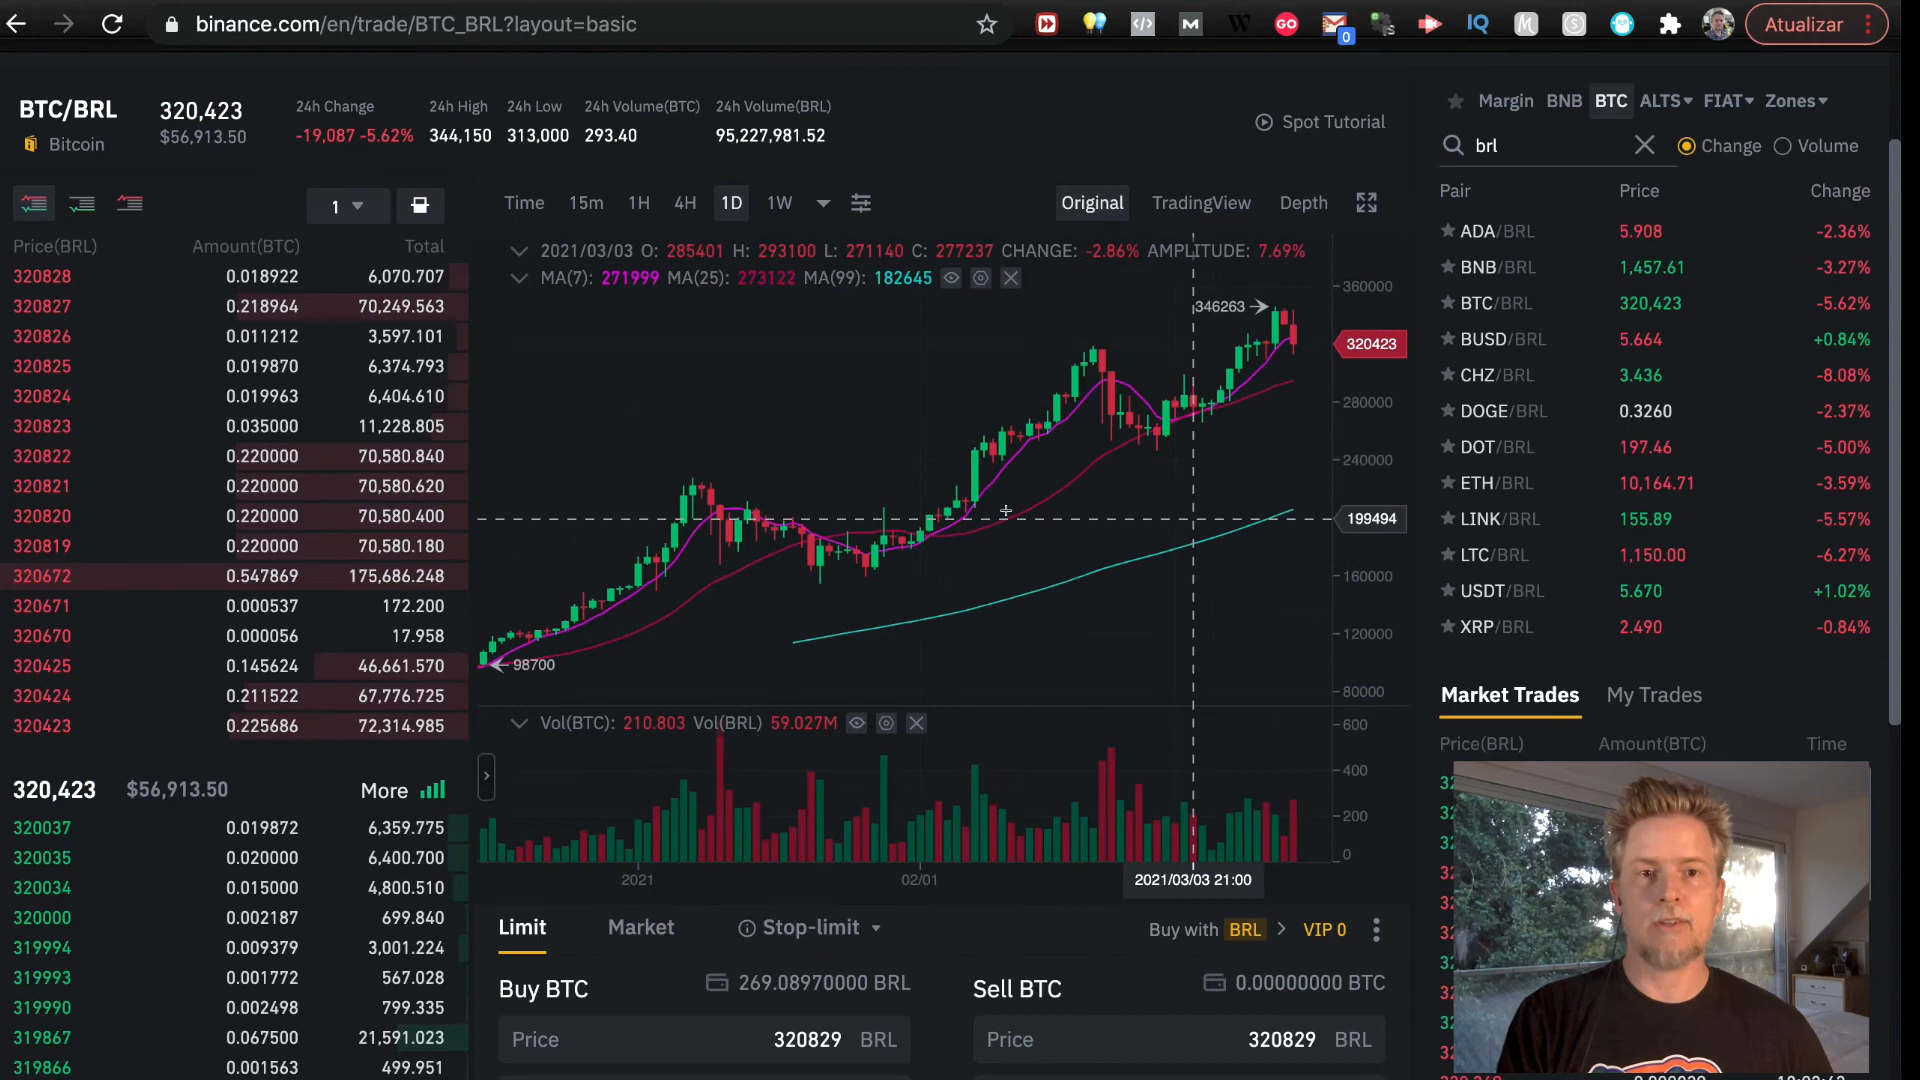 binance.com/en/trade/BTC_BRL?layout=basic
GO
0
IQ
Atualizar
BTC/BRL
Bitcoin
320,423
$56,913.50
24h Change
-19,087 -5.62%
24h High
344,150
24h Low
313,000
24h Volume(BTC)
293.40
24h Volume(BRL)
95,227,981.52
Spot Tutorial
1
Price(BRL) Amount(BTC) Total
320828 0.018922 6,070.707
320827 0.218964 70,249.563
320826 0.011212 3,597.101
320825 0.019870 6,374.793
320824 0.019963 6,404.610
320823 0.035000 11,228.805
320822 0.220000 70,580.840
320821 0.220000 70,580.620
320820 0.220000 70,580.400
320819 0.220000 70,580.180
320672 0.547869 175,686.248
320671 0.000537 172.200
320670 0.000056 17.958
320425 0.145624 46,661.570
320424 0.211522 67,776.725
320423 0.225686 72,314.985
320,423 $56,913.50 More
320037 0.019872 6,359.775
320035 0.020000 6,400.700
320034 0.015000 4,800.510
320000 0.002187 699.840
319994 0.009379 3,001.224
319993 0.001772 567.028
319990 0.002498 799.335
319867 0.067500 21,591.023
319866 0.001563 499.951
Time 15m 1H 4H 1D 1W Original TradingView Depth
2021/03/03 O: 285401 H: 293100 L: 271140 C: 277237 CHANGE: -2.86% AMPLITUDE: 7.69%
MA(7): 271999 MA(25): 273122 MA(99): 182645
360000
346263
320423
280000
240000
199494
160000
120000
98700
80000
Vol(BTC): 210.803 Vol(BRL) 59.027M
600
400
200
0
2021 02/01 2021/03/03 21:00
Limit Market Stop-limit Buy with BRL VIP 0
Buy BTC 269.08970000 BRL
Price 320829 BRL
Sell BTC 0.00000000 BTC
Price 320829 BRL
Margin BNB BTC ALTS FIAT Zones
brl Change Volume
Pair Price Change
ADA/BRL 5.908 -2.36%
BNB/BRL 1,457.61 -3.27%
BTC/BRL 320,423 -5.62%
BUSD/BRL 5.664 +0.84%
CHZ/BRL 3.436 -8.08%
DOGE/BRL 0.3260 -2.37%
DOT/BRL 197.46 -5.00%
ETH/BRL 10,164.71 -3.59%
LINK/BRL 155.89 -5.57%
LTC/BRL 1,150.00 -6.27%
USDT/BRL 5.670 +1.02%
XRP/BRL 2.490 -0.84%
Market Trades My Trades
Price(BRL) Amount(BTC) Time